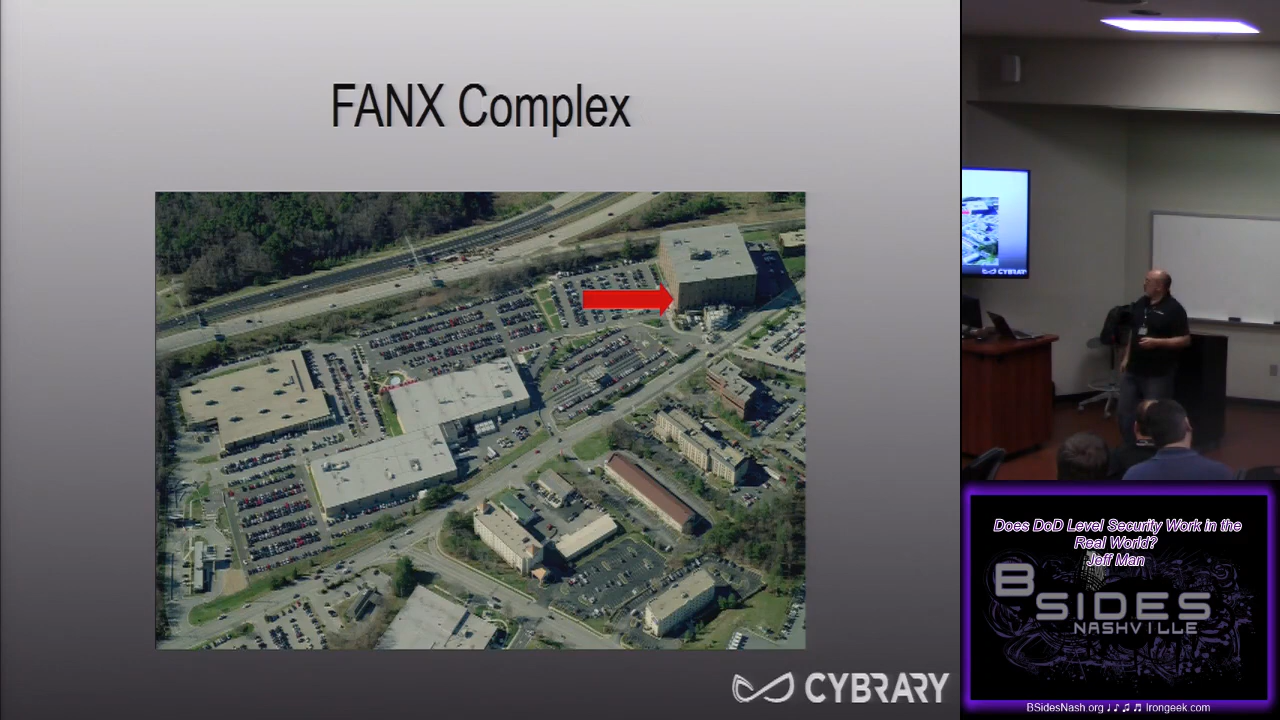 FANX Complex
CYBRARY
CYBRARY
Does DoD Level Security Work in the
Real World?
Jeff Man
BSIDES
NASHVILLE
BSidesNash.org ♩ ♪ ♫ ♬ Irongeek.com